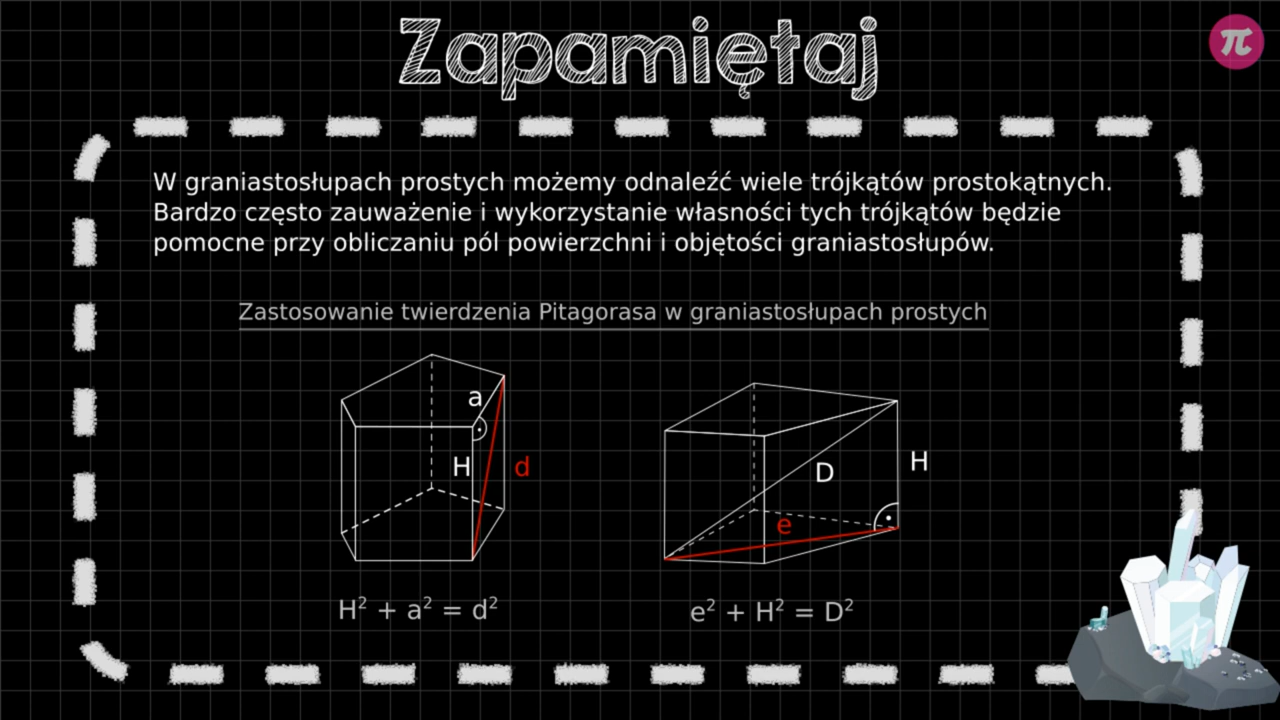 Zapamiętaj
π
W graniastosłupach prostych możemy odnaleźć wiele trójkątów prostokątnych.
Bardzo często zauważenie i wykorzystanie własności tych trójkątów będzie
pomocne przy obliczaniu pól powierzchni i objętości graniastosłupów.
Zastosowanie twierdzenia Pitagorasa w graniastosłupach prostych
a
H
d
D
H
e
H² + a² = d²
e² + H² = D²